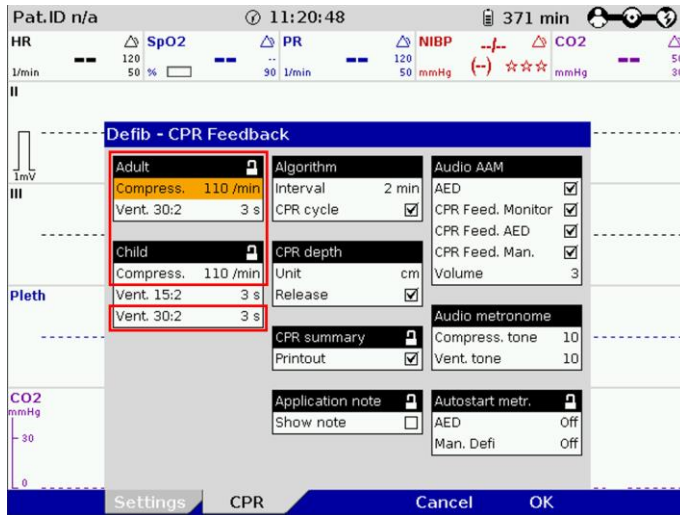 Pat.ID n/a 11:20:48 371 min
HR SpO2 PR NIBP --/-- CO2
-- 120 -- -- -- 120 (--) ☆☆☆ --
1/min 50 % 90 1/min 50 mmHg mmHg
II
1mV
III
Pleth
CO2
mmHg
30
0
Defib - CPR Feedback
Adult
Compress. 110 /min
Vent. 30:2 3 s
Child
Compress. 110 /min
Vent. 15:2 3 s
Vent. 30:2 3 s
Algorithm
Interval 2 min
CPR cycle
CPR depth
Unit cm
Release
CPR summary
Printout
Application note
Show note
Audio AAM
AED
CPR Feed. Monitor
CPR Feed. AED
CPR Feed. Man.
Volume 3
Audio metronome
Compress. tone 10
Vent. tone 10
Autostart metr.
AED Off
Man. Defi Off
Settings CPR Cancel OK